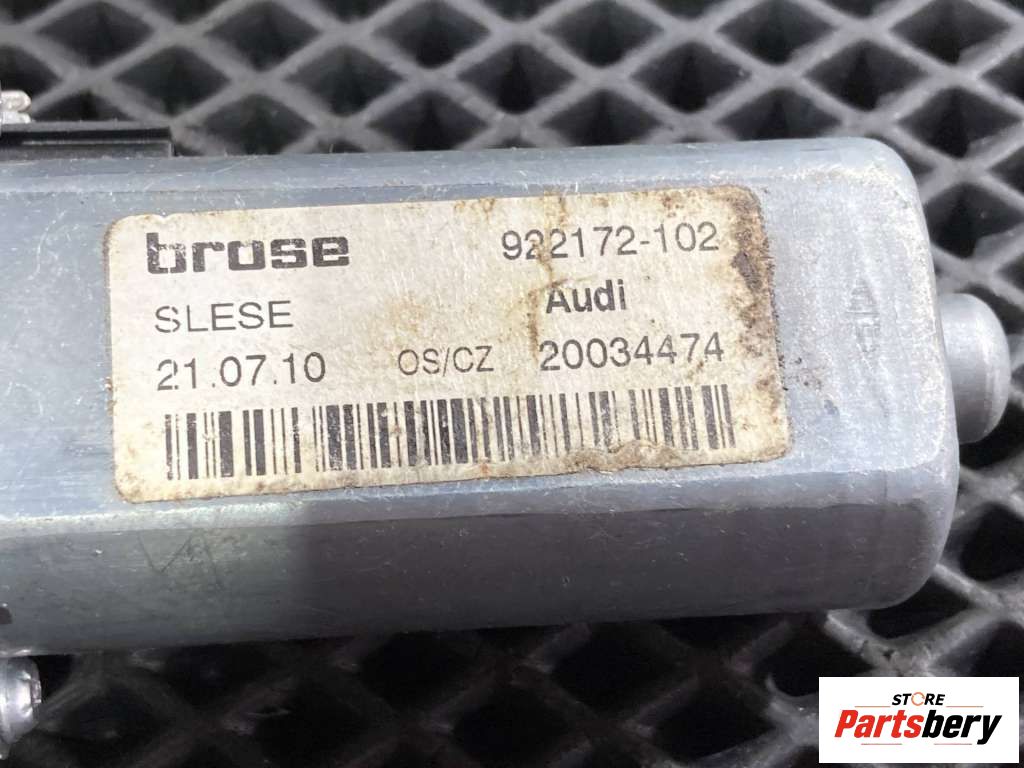 brose 922172-102
SLESE Audi
21.07.10 OS/CZ 20034474
STORE
Partsbery